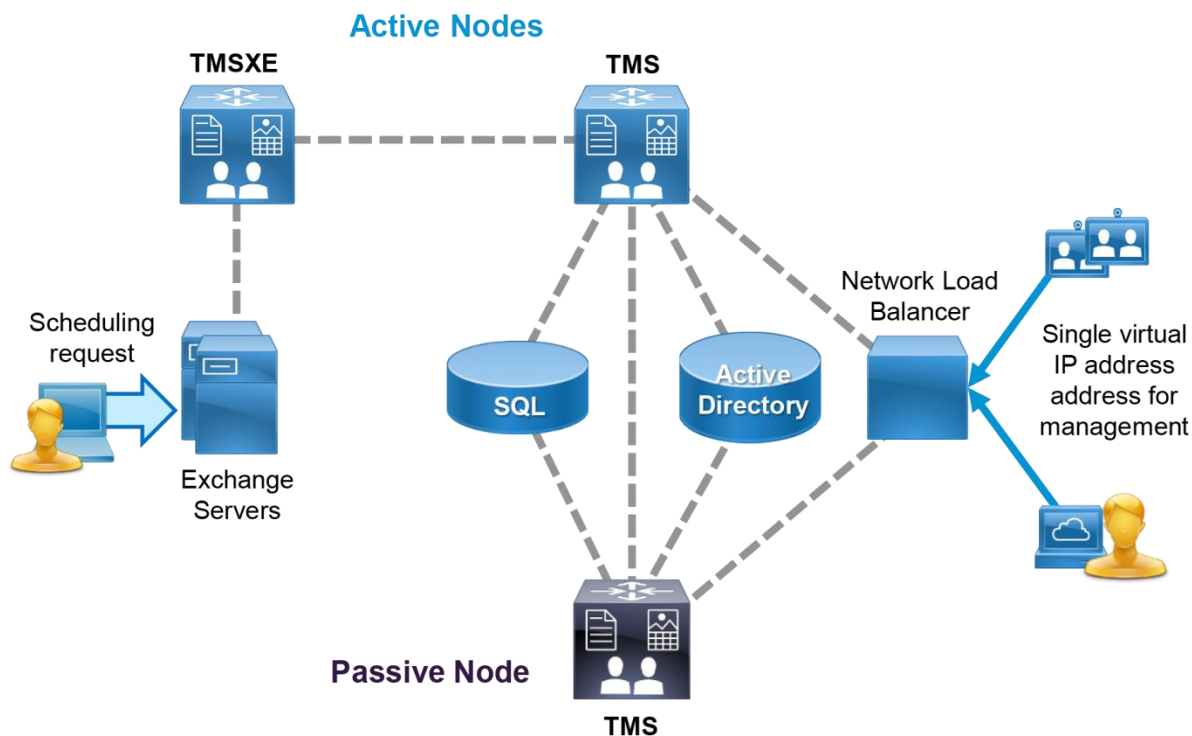 Active Nodes
TMSXE
TMS
Network Load
Balancer
Scheduling
request
Single virtual
IP address
address for
management
SQL
Active
Directory
Exchange
Servers
Passive Node
TMS